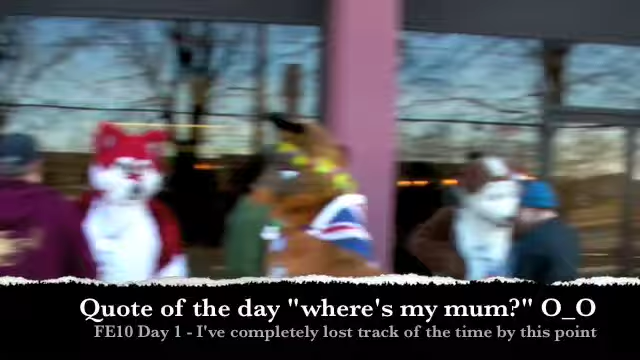 Quote of the day "where's my mum?" O_O
FE10 Day 1 - I've completely lost track of the time by this point